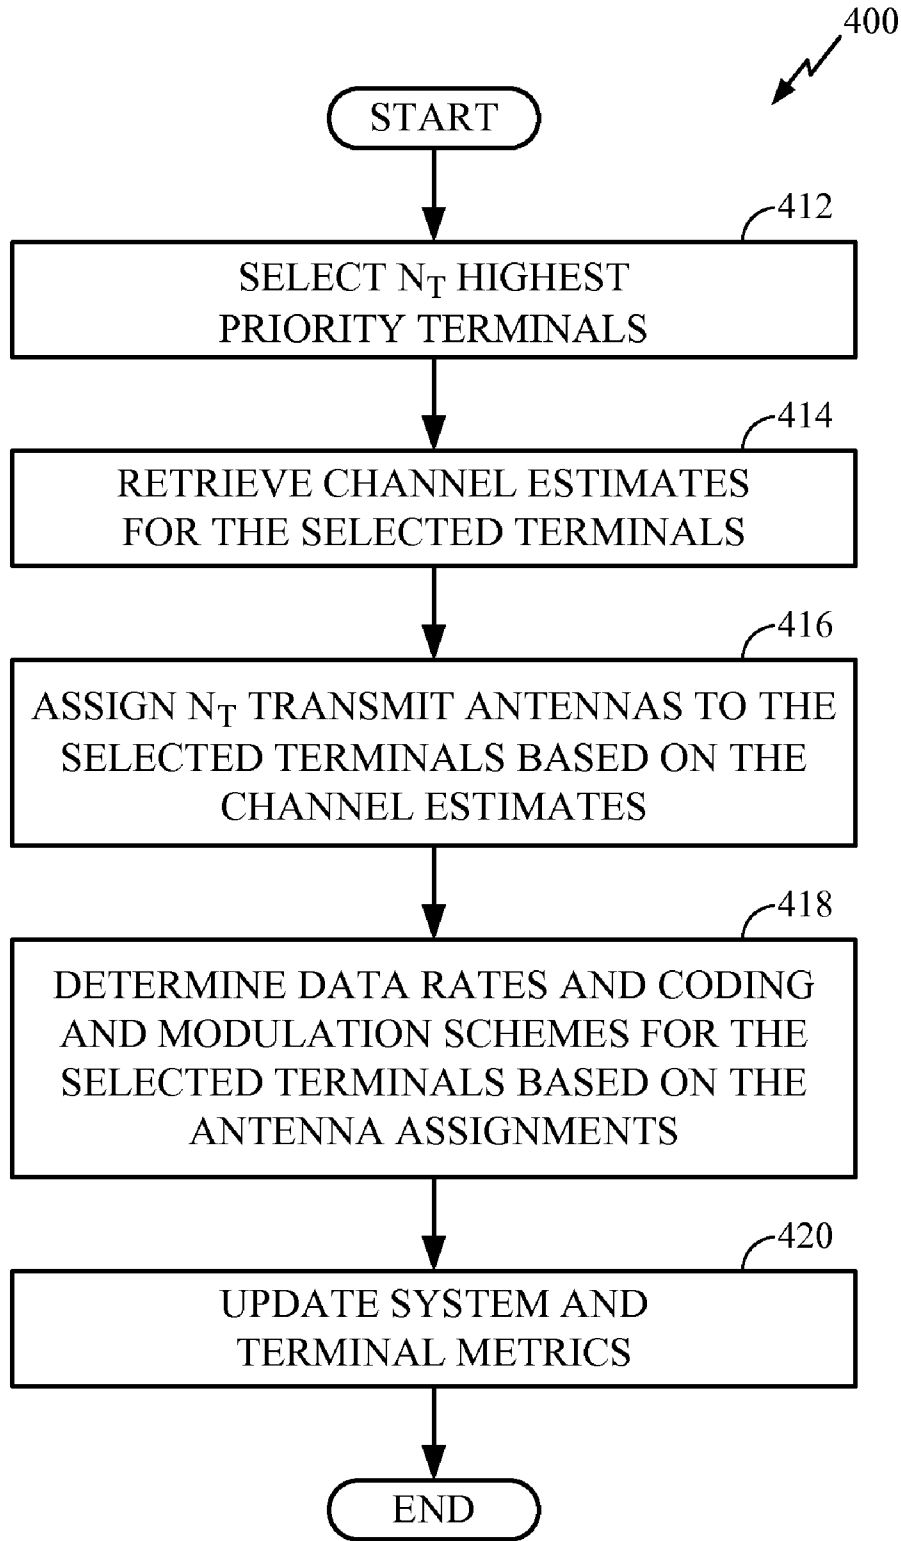 400
START
412
SELECT N_T HIGHEST
PRIORITY TERMINALS
414
RETRIEVE CHANNEL ESTIMATES
FOR THE SELECTED TERMINALS
416
ASSIGN N_T TRANSMIT ANTENNAS TO THE
SELECTED TERMINALS BASED ON THE
CHANNEL ESTIMATES
418
DETERMINE DATA RATES AND CODING
AND MODULATION SCHEMES FOR THE
SELECTED TERMINALS BASED ON THE
ANTENNA ASSIGNMENTS
420
UPDATE SYSTEM AND
TERMINAL METRICS
END